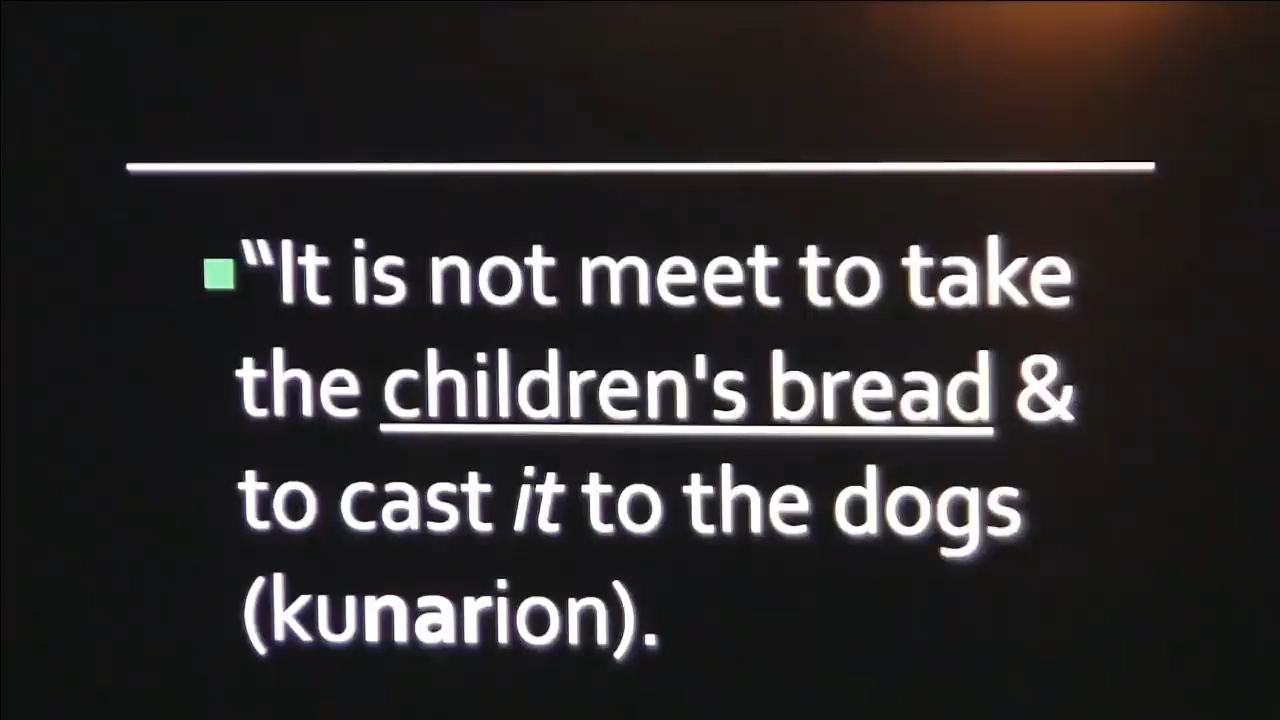 “It is not meet to take
the children's bread &
to cast it to the dogs
(kunarion).